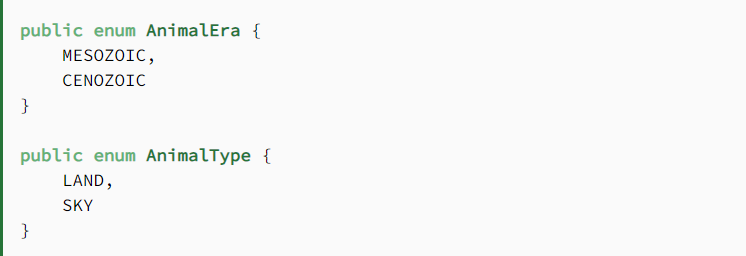 public enum AnimalEra {
    MESOZOIC,
    CENOZOIC
}

public enum AnimalType {
    LAND,
    SKY
}